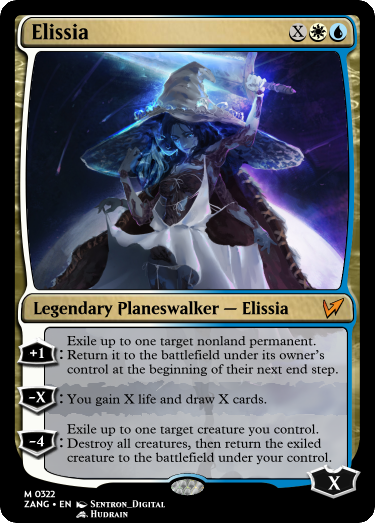 Elissia X
Legendary Planeswalker — Elissia
Exile up to one target nonland permanent.
+1: Return it to the battlefield under its owner's
control at the beginning of their next end step.
-X: You gain X life and draw X cards.
Exile up to one target creature you control.
-4: Destroy all creatures, then return the exiled
creature to the battlefield under your control.
X
M 0322
ZANG • EN Sentron_Digital
Hudrain